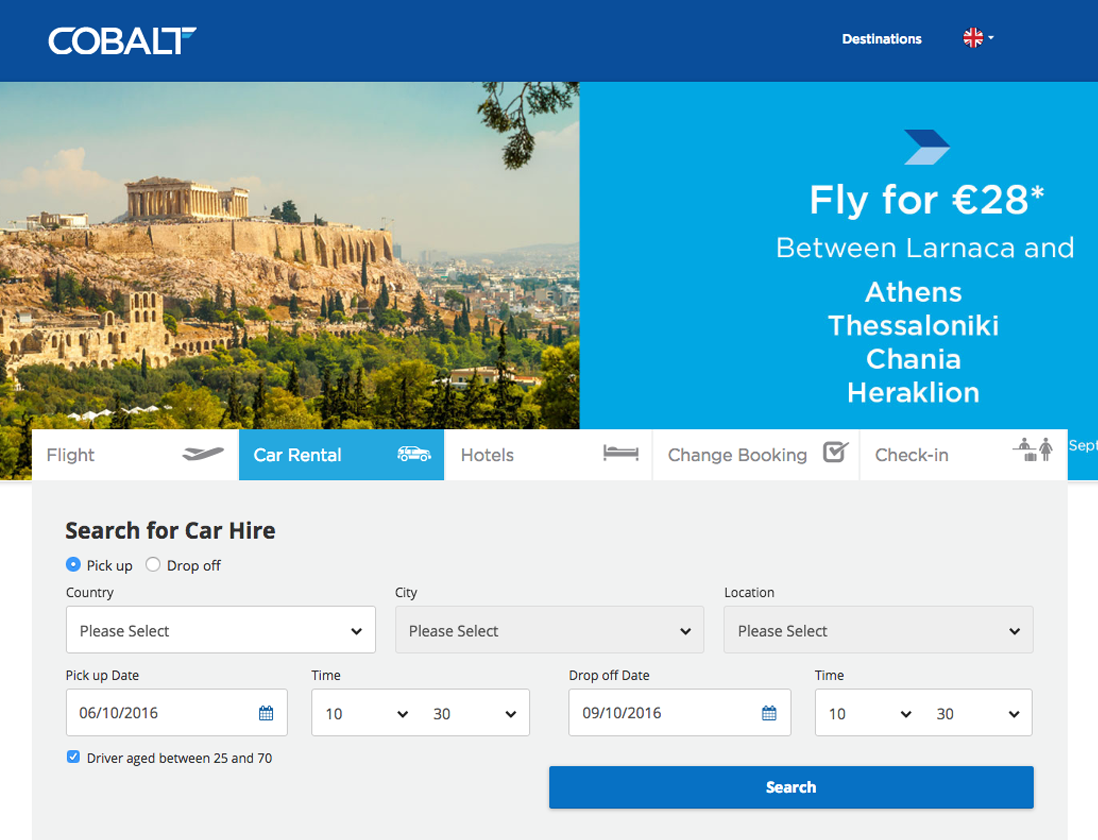 COBALT
Destinations
Fly for €28*
Between Larnaca and
Athens
Thessaloniki
Chania
Heraklion
Sept
Flight
Car Rental
Hotels
Change Booking
Check-in
Search for Car Hire
Pick up
Drop off
Country
City
Location
Please Select
Please Select
Please Select
Pick up Date
Time
Drop off Date
Time
06/10/2016
10
30
09/10/2016
10
30
Driver aged between 25 and 70
Search